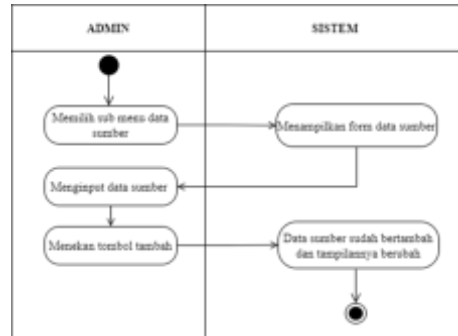 ADMIN
SISTEM
Memilih sub menu data
sumber
Menampilkan form data sumber
Menginput data sumber
Menekan tombol tambah
Data sumber sudah bertambah
dan tampilannya berubah